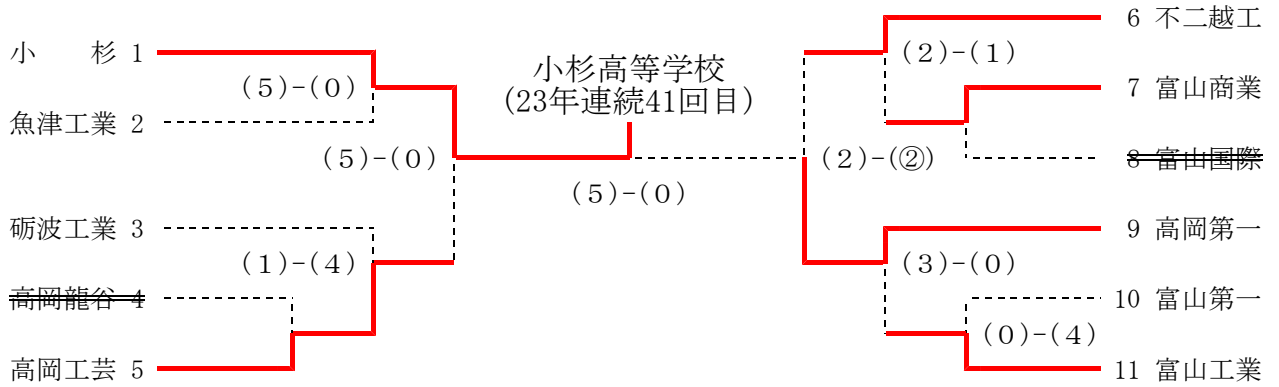 小　　杉 1
(5)-(0)
魚津工業 2
(5)-(0)
砺波工業 3
(1)-(4)
高岡龍谷 4
高岡工芸 5
小杉高等学校
(23年連続41回目)
(5)-(0)
6 不二越工
(2)-(1)
7 富山商業
(2)-(②)
8 富山国際
9 高岡第一
(3)-(0)
10 富山第一
(0)-(4)
11 富山工業